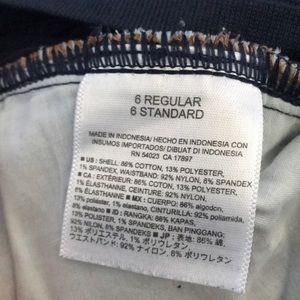 6 REGULAR
6 STANDARD
MADE IN INDONESIA/ HECHO EN INDONESIA CON
INSUMOS IMPORTADOS/ DIBUAT DI INDONESIA
RN 54023 CA 17897
■ US : SHELL: 86% COTTON, 13% POLYESTER,
1% SPANDEX, WAISTBAND: 92% NYLON, 8% SPANDEX
■ CA : EXTÉRIEUR: 86% COTON, 13% POLYESTER,
1% ÉLASTHANNE, CEINTURE: 92% NYLON,
8% ÉLASTHANNE. ■ MX : CUERPO: 86% algodon,
13% poliéster, 1% elastano, CINTURILLA: 92% poliamida,
8% elastano ■ ID : RANGKA: 86% KAPAS,
13% POLISTER, 1% SPANDEKS, BAN PINGGANG:
92% NILON, 8% SPANDEKS ■ JP : 表地: 86% 綿,
13% ポリエステル, 1% ポリウレタン
ウエストバンド: 92% ナイロン, 8% ポリウレタン